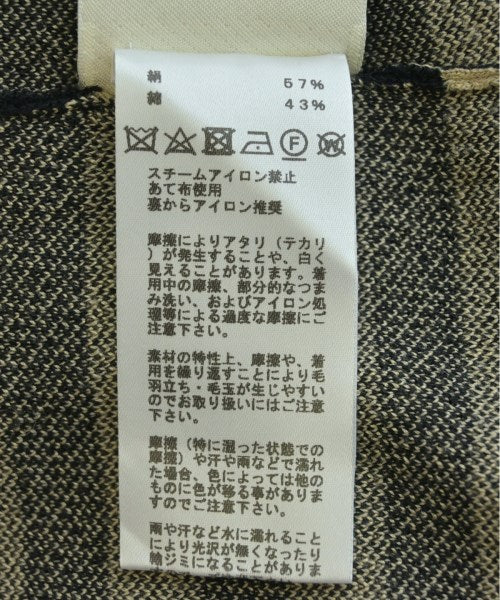 絹 57%
綿 43%
F W
スチームアイロン禁止
あて布使用
裏からアイロン推奨
摩擦によりアタリ(テカリ
)が発生することや、白く
見えることがあります。着
用中の摩擦、部分的なつま
み洗い、およびアイロン処
理等による過度な摩擦にご
注意下さい。
素材の特性上、摩擦や、着
用を繰り返すことにより毛
羽立ち・毛玉が生じやすい
のでお取り扱いにはご注意
下さい。
摩擦(特に湿った状態での
摩擦)や汗や雨などで濡れ
た場合、色によっては他の
ものに色が移る事がありま
すのでご注意下さい。
雨や汗など水に濡れること
により光沢が無くなったり
輪ジミになることがありま